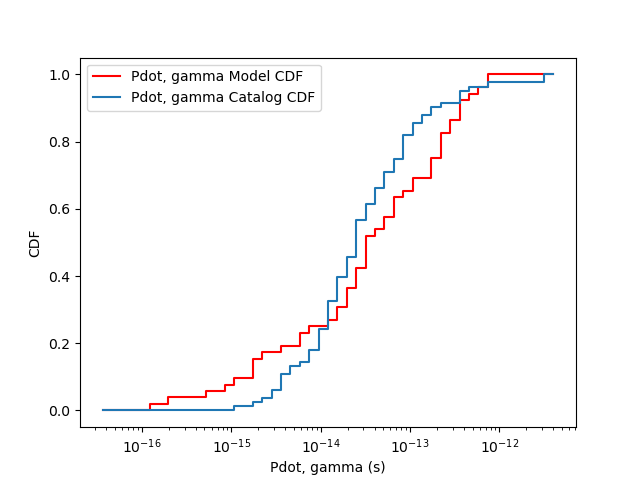 Pdot, gamma Model CDF
Pdot, gamma Catalog CDF
1.0
0.8
0.6
0.4
0.2
0.0
CDF
10⁻¹⁶ 10⁻¹⁵ 10⁻¹⁴ 10⁻¹³ 10⁻¹²
Pdot, gamma (s)